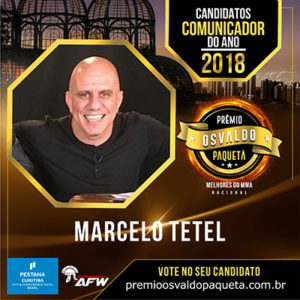 CANDIDATOS
COMUNICADOR
DO ANO
2018
PRÊMIO
OSVALDO
PAQUETÁ
MELHORES DO MMA
NACIONAL
MARCELO TETEL
PESTANA
CURITIBA
BRASIL
AFW
VOTE NO SEU CANDIDATO
premioosvaldopaqueta.com.br